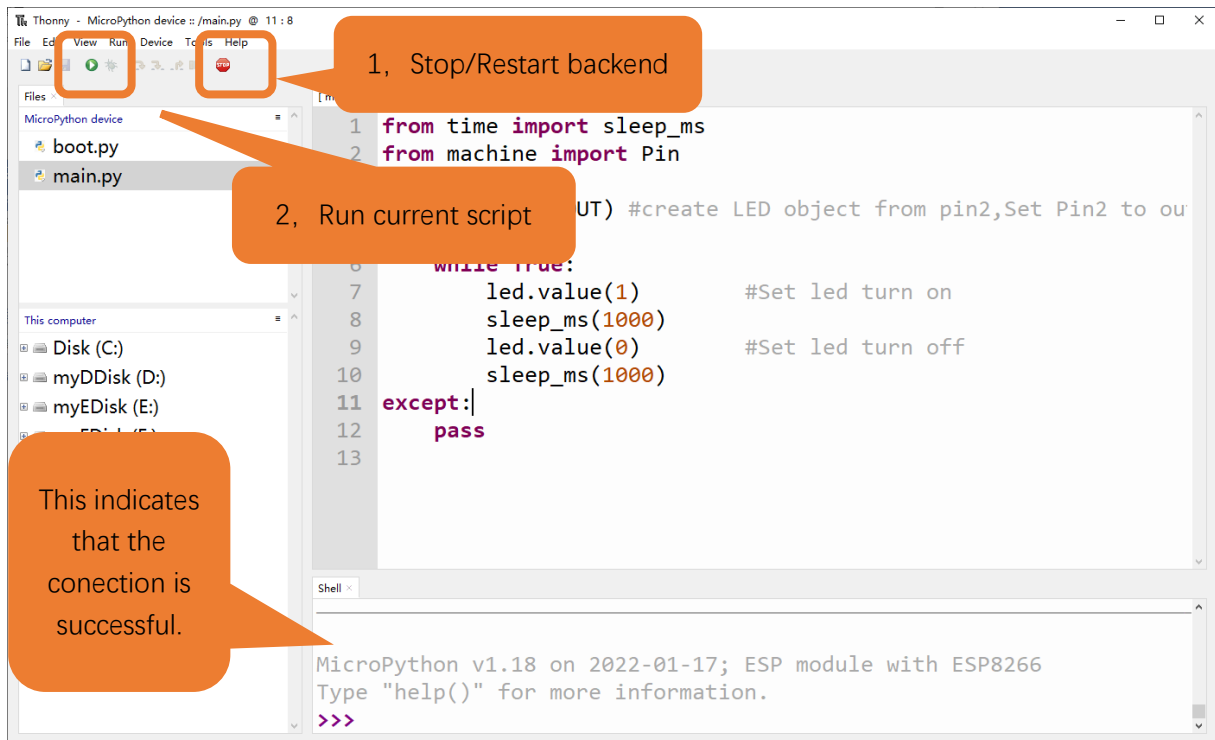 Thonny - MicroPython device :: /main.py @ 11 : 8
File View Run Device Tools Help
1, Stop/Restart backend
Files
MicroPython device
boot.py
main.py
2, Run current script
This computer
Disk (C:)
myDDisk (D:)
myEDisk (E:)
This indicates
that the
conection is
successful.
1 from time import sleep_ms
2 from machine import Pin
UT) #create LED object from pin2,Set Pin2 to ou
6 while True:
7 led.value(1) #Set led turn on
8 sleep_ms(1000)
9 led.value(0) #Set led turn off
10 sleep_ms(1000)
11 except:
12 pass
13
Shell
MicroPython v1.18 on 2022-01-17; ESP module with ESP8266
Type "help()" for more information.
>>>